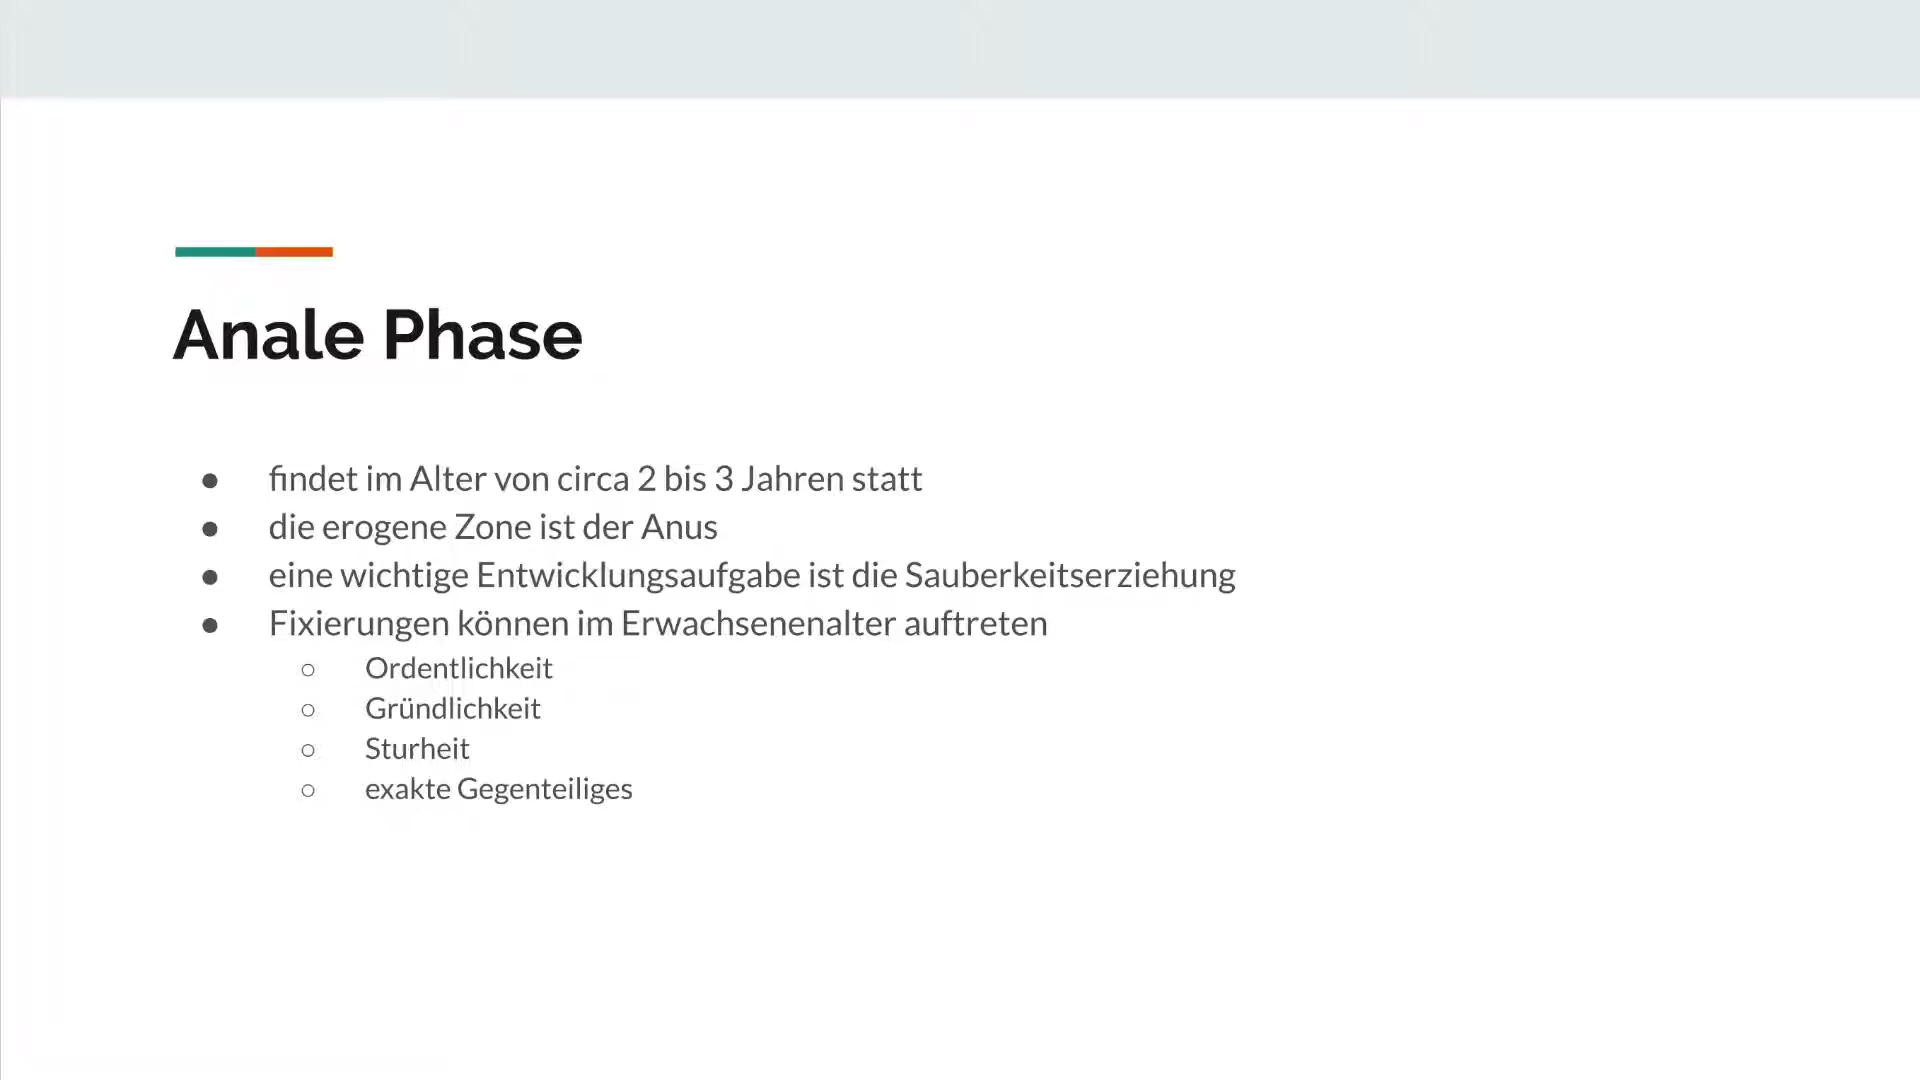 Anale Phase
● findet im Alter von circa 2 bis 3 Jahren statt
● die erogene Zone ist der Anus
● eine wichtige Entwicklungsaufgabe ist die Sauberkeitserziehung
● Fixierungen können im Erwachsenenalter auftreten
○ Ordentlichkeit
○ Gründlichkeit
○ Sturheit
○ exakte Gegenteiliges